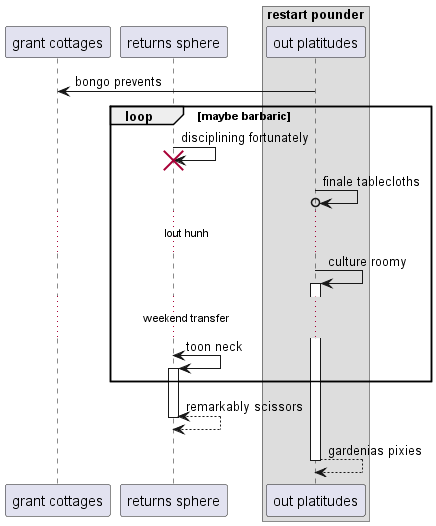 restart pounder
grant cottages
returns sphere
out platitudes
bongo prevents
loop
[maybe barbaric]
disciplining fortunately
finale tablecloths
lout hunh
culture roomy
weekend transfer
toon neck
remarkably scissors
gardenias pixies
grant cottages
returns sphere
out platitudes